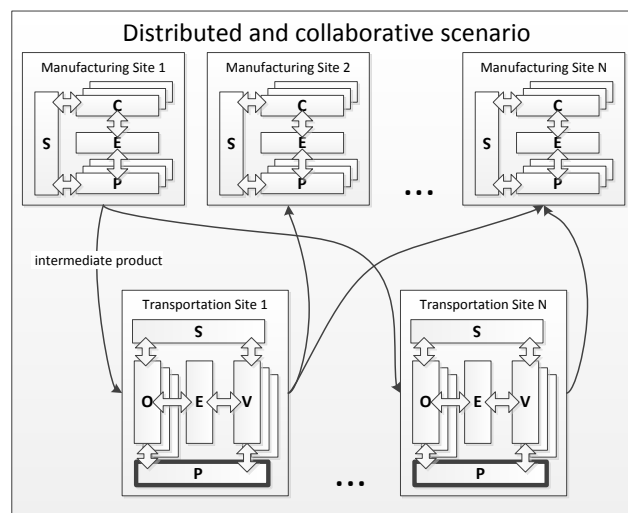 Distributed and collaborative scenario
Manufacturing Site 1
Manufacturing Site 2
Manufacturing Site N
C
S
E
P
C
S
E
P
...
C
S
E
P
intermediate product
Transportation Site 1
S
O
E
V
P
...
Transportation Site N
S
O
E
V
P